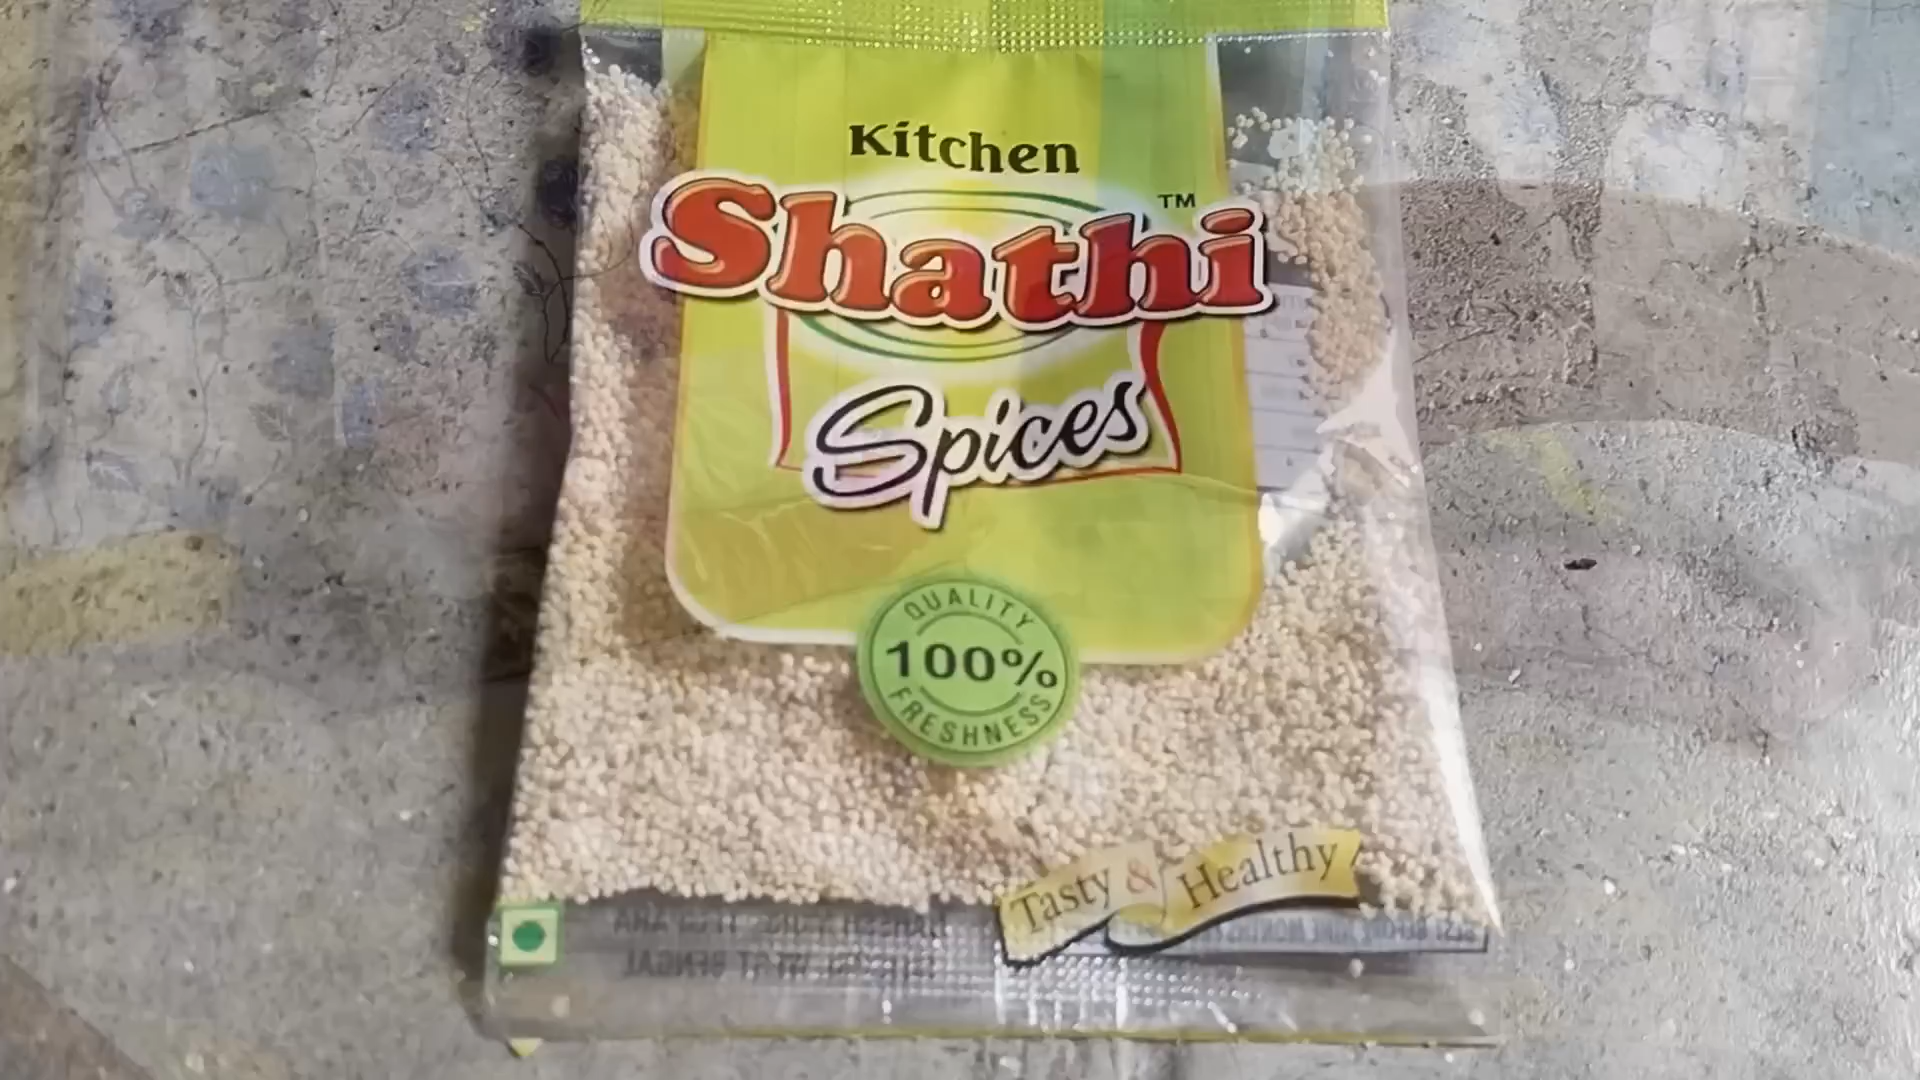 Kitchen
Shathi™
Spices
QUALITY
100%
FRESHNESS
Tasty & Healthy